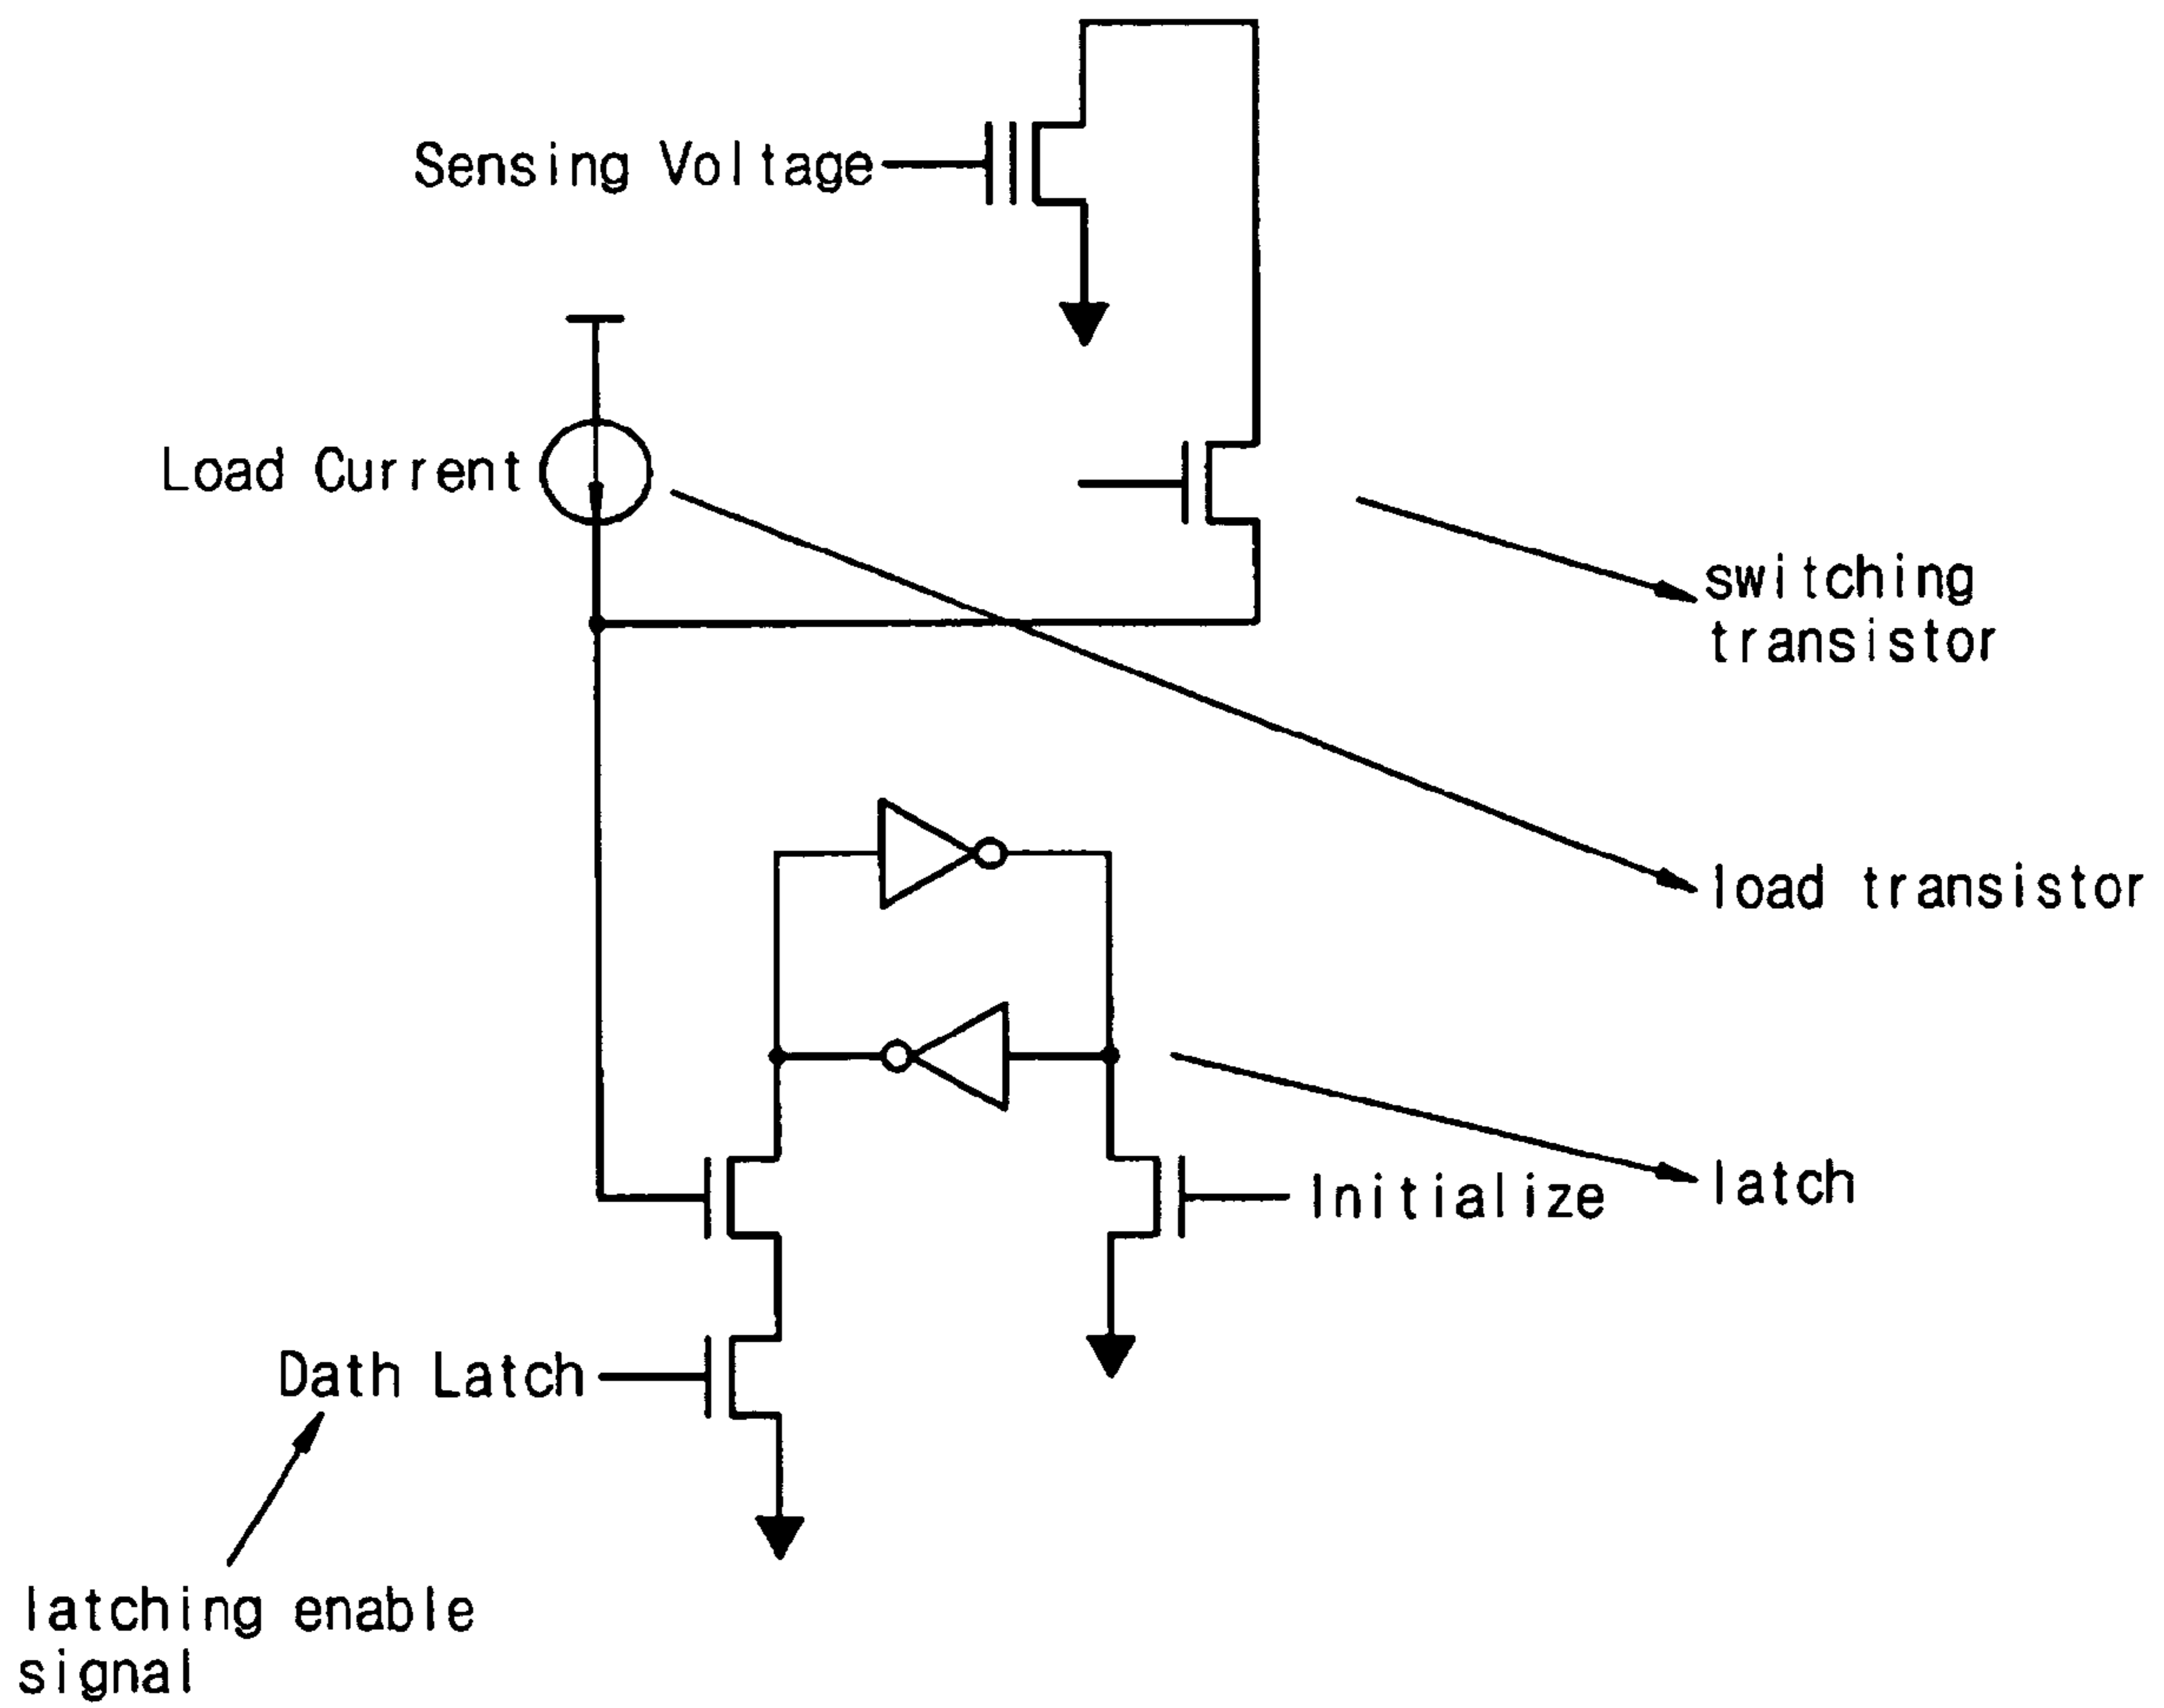 Sensing Voltage
Load Current
switching
transistor
load transistor
Initialize
latch
Dath Latch
latching enable
signal